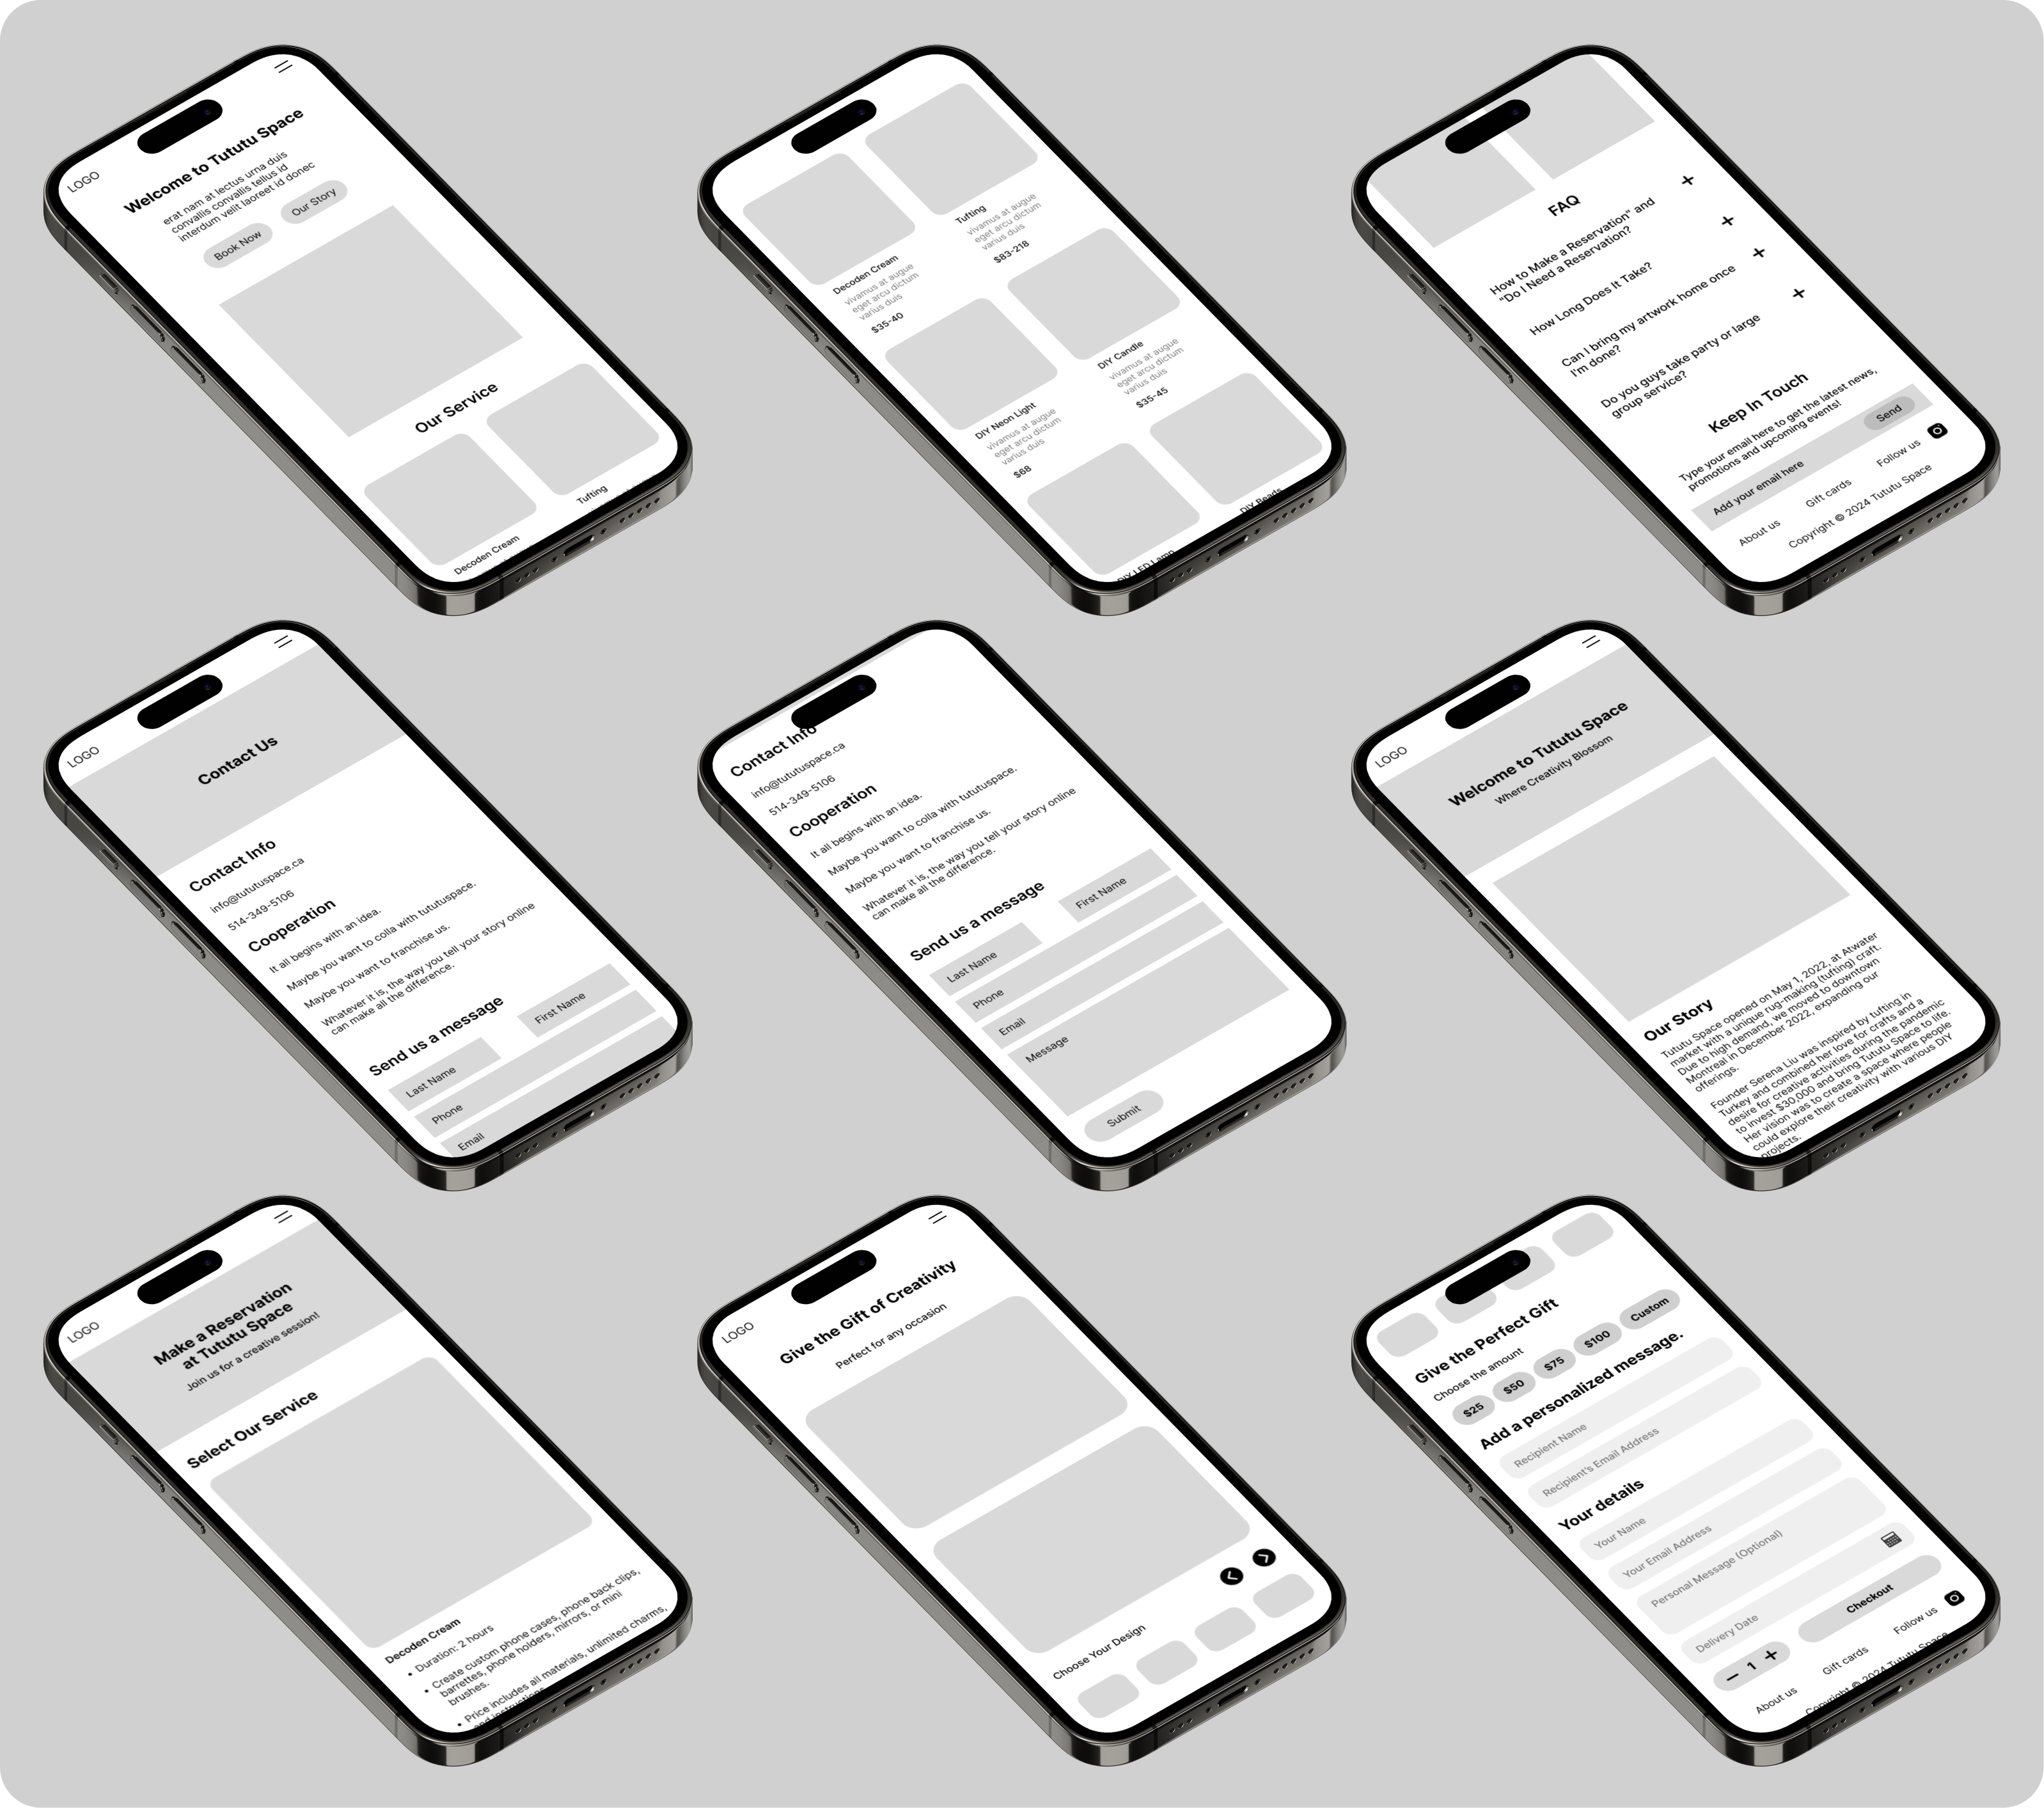 LOGO
Welcome to Tututu Space
erat nam at lectus urna duis
convallis convallis tellus id
interdum velit laoreet id donec
Book Now
Our Story
Our Service
Decoden Cream
Tufting
Decoden Cream
vivamus at augue
eget arcu dictum
varius duis
$35-40
Tufting
vivamus at augue
eget arcu dictum
varius duis
$83-218
DIY Neon Light
vivamus at augue
eget arcu dictum
varius duis
$68
DIY Candle
vivamus at augue
eget arcu dictum
varius duis
$35-45
DIY LED Lamp
DIY Beads
FAQ
How to Make a Reservation" and
"Do I Need a Reservation?
+
How Long Does It Take?
+
Can I bring my artwork home once
I'm done?
+
Do you guys take party or large
group service?
+
Keep In Touch
Type your email here to get the latest news,
promotions and upcoming events!
Add your email here
Send
About us
Gift cards
Follow us
Copyright © 2024 Tututu Space
LOGO
Contact Us
Contact Info
info@tututuspace.ca
514-349-5106
Cooperation
It all begins with an idea.
Maybe you want to colla with tututuspace.
Maybe you want to franchise us.
Whatever it is, the way you tell your story online
can make all the difference.
Send us a message
Last Name
First Name
Phone
Email
Contact Info
info@tututuspace.ca
514-349-5106
Cooperation
It all begins with an idea.
Maybe you want to colla with tututuspace.
Maybe you want to franchise us.
Whatever it is, the way you tell your story online
can make all the difference.
Send us a message
Last Name
First Name
Phone
Email
Message
Submit
LOGO
Welcome to Tututu Space
Where Creativity Blossom
Our Story
Tututu Space opened on May 1, 2022, at Atwater
market with a unique rug-making (tufting) craft.
Due to high demand, we moved to downtown
Montreal in December 2022, expanding our
offerings.
Founder Serena Liu was inspired by tufting in
Turkey and combined her love for crafts and a
desire for creative activities during the pandemic
to invest $30,000 and bring Tututu Space to life.
Her vision was to create a space where people
could explore their creativity with various DIY
projects.
LOGO
Make a Reservation
at Tututu Space
Join us for a creative session!
Select Our Service
Decoden Cream
• Duration: 2 hours
• Create custom phone cases, phone back clips,
barrettes, phone holders, mirrors, or mini
brushes.
• Price includes all materials, unlimited charms,
and instructions
LOGO
Give the Gift of Creativity
Perfect for any occasion
Choose Your Design
Give the Perfect Gift
Choose the amount
$25
$50
$75
$100
Custom
Add a personalized message.
Recipient Name
Recipient's Email Address
Your details
Your Name
Your Email Address
Personal Message (Optional)
Delivery Date
− 1 +
Checkout
About us
Gift cards
Follow us
Copyright © 2024 Tututu Space